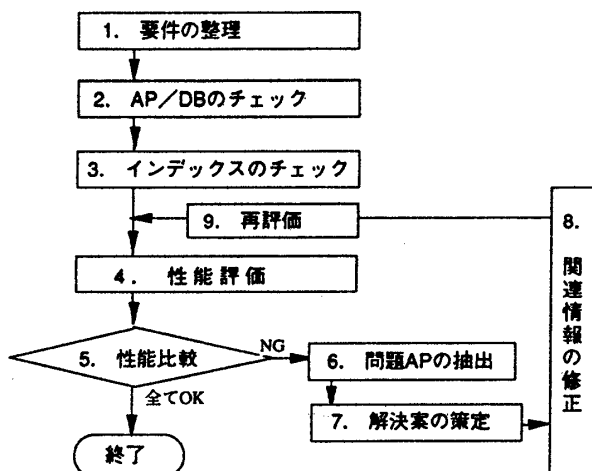 1. 要件の整理
2. AP／DBのチェック
3. インデックスのチェック
9. 再評価
4. 性能評価
5. 性能比較
NG
全てOK
終了
6. 問題APの抽出
7. 解決案の策定
8.
関連情報の修正